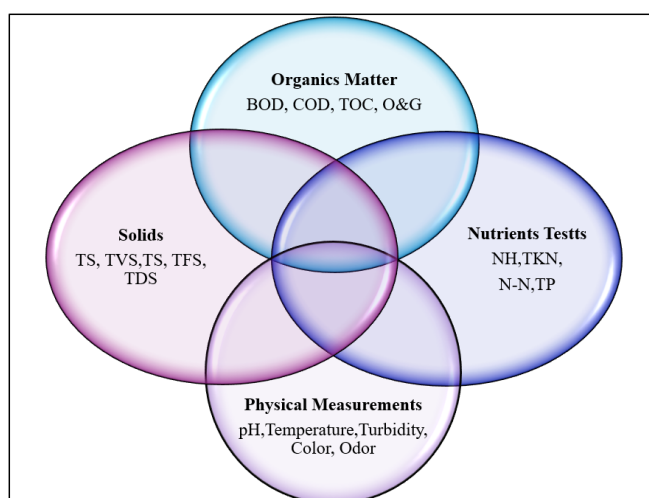 Organics Matter
BOD, COD, TOC, O&G
Solids
TS, TVS,TS, TFS,
TDS
Nutrients Testts
NH,TKN,
N-N,TP
Physical Measurements
pH,Temperature,Turbidity,
Color, Odor